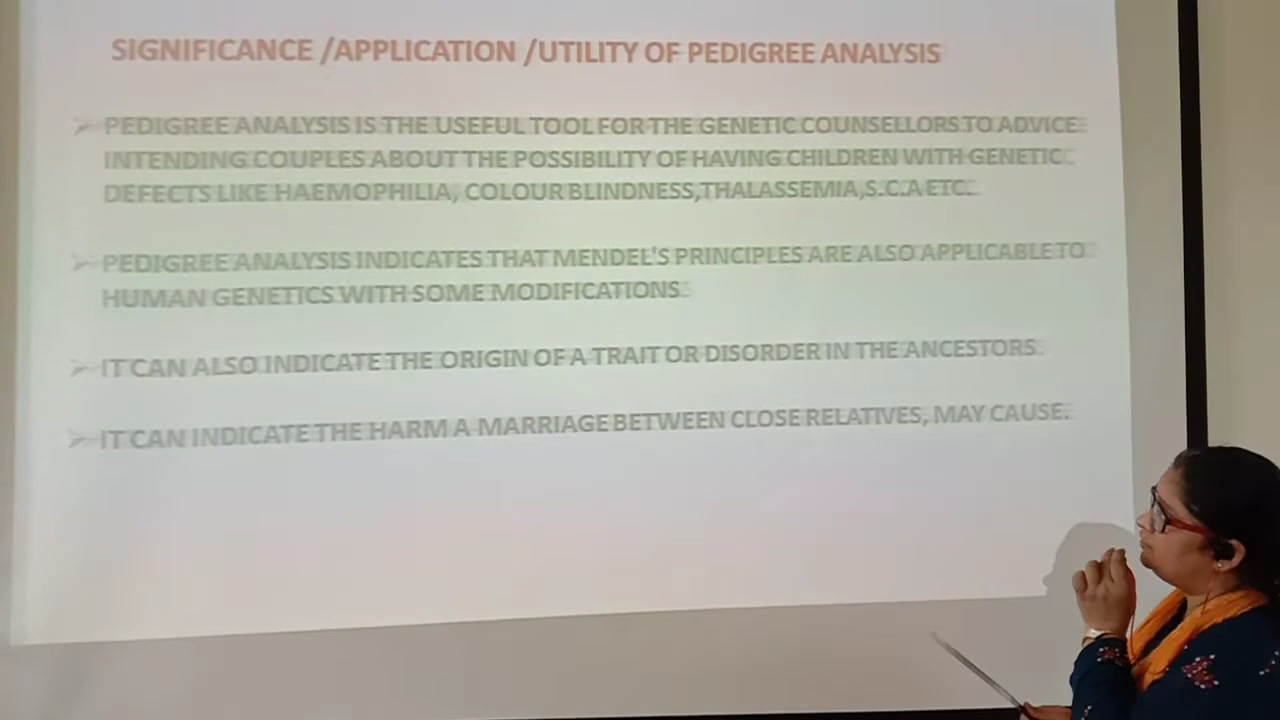 SIGNIFICANCE /APPLICATION /UTILITY OF PEDIGREE ANALYSIS
PEDIGREE ANALYSIS IS THE USEFUL TOOL FOR THE GENETIC COUNSELLORS TO ADVICE
INTENDING COUPLES ABOUT THE POSSIBILITY OF HAVING CHILDREN WITH GENETIC
DEFECTS LIKE HAEMOPHILIA, COLOUR BLINDNESS,THALASSEMIA,S.C.A ETC.
PEDIGREE ANALYSIS INDICATES THAT MENDEL'S PRINCIPLES ARE ALSO APPLICABLE TO
HUMAN GENETICS WITH SOME MODIFICATIONS.
IT CAN ALSO INDICATE THE ORIGIN OF A TRAIT OR DISORDER IN THE ANCESTORS.
IT CAN INDICATE THE HARM A MARRIAGE BETWEEN CLOSE RELATIVES, MAY CAUSE.